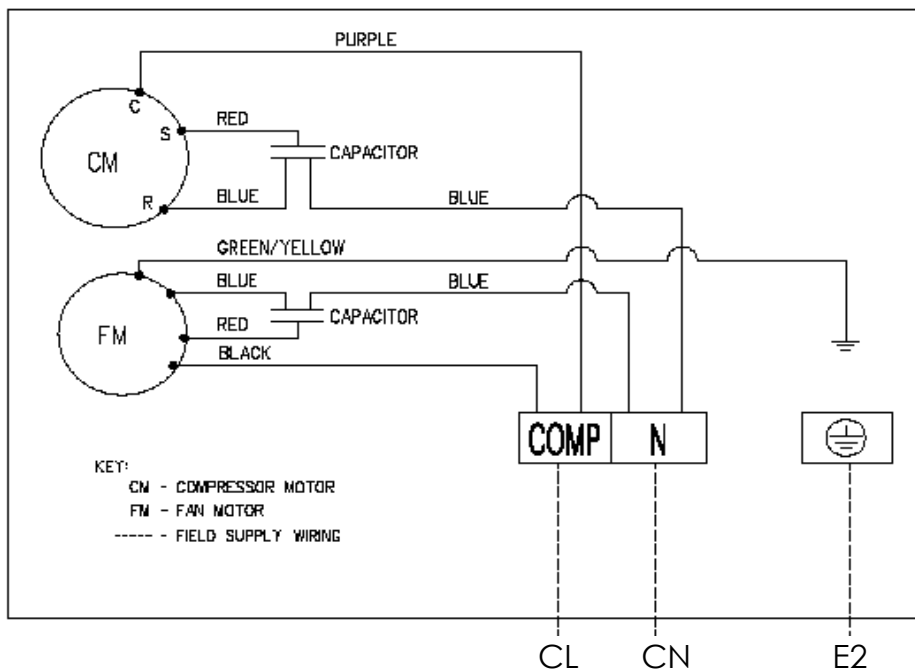 PURPLE
C
RED
S
CAPACITOR
CM
R
BLUE
BLUE
GREEN/YELLOW
BLUE
BLUE
CAPACITOR
FM
RED
BLACK
COMP
N
KEY:
CM - COMPRESSOR MOTOR
FM - FAN MOTOR
----- - FIELD SUPPLY WIRING
CL
CN
E2